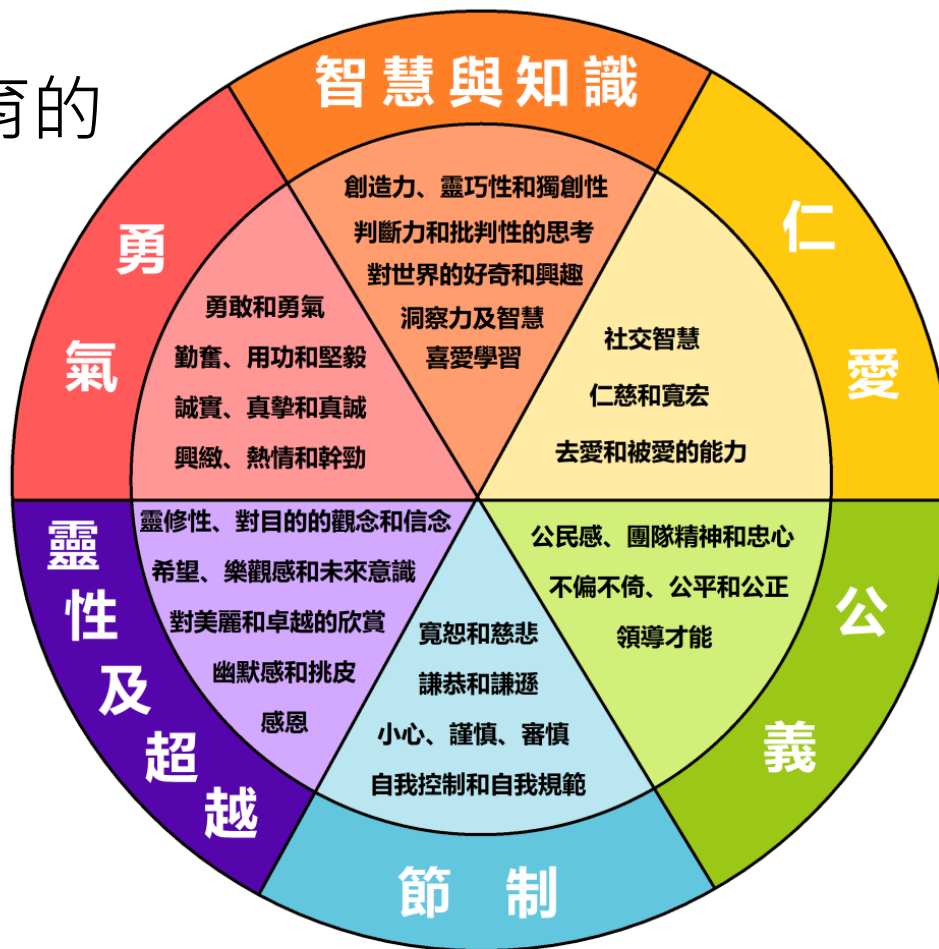 育的
智慧與知識
創造力、靈巧性和獨創性
判斷力和批判性的思考
對世界的好奇和興趣
洞察力及智慧
喜愛學習
仁愛
社交智慧
仁慈和寬宏
去愛和被愛的能力
公義
公民感、團隊精神和忠心
不偏不倚、公平和公正
領導才能
節 制
寬恕和慈悲
謙恭和謙遜
小心、謹慎、審慎
自我控制和自我規範
靈性及超越
靈修性、對目的的觀念和信念
希望、樂觀感和未來意識
對美麗和卓越的欣賞
幽默感和挑皮
感恩
勇氣
勇敢和勇氣
勤奮、用功和堅毅
誠實、真摯和真誠
興緻、熱情和幹勁